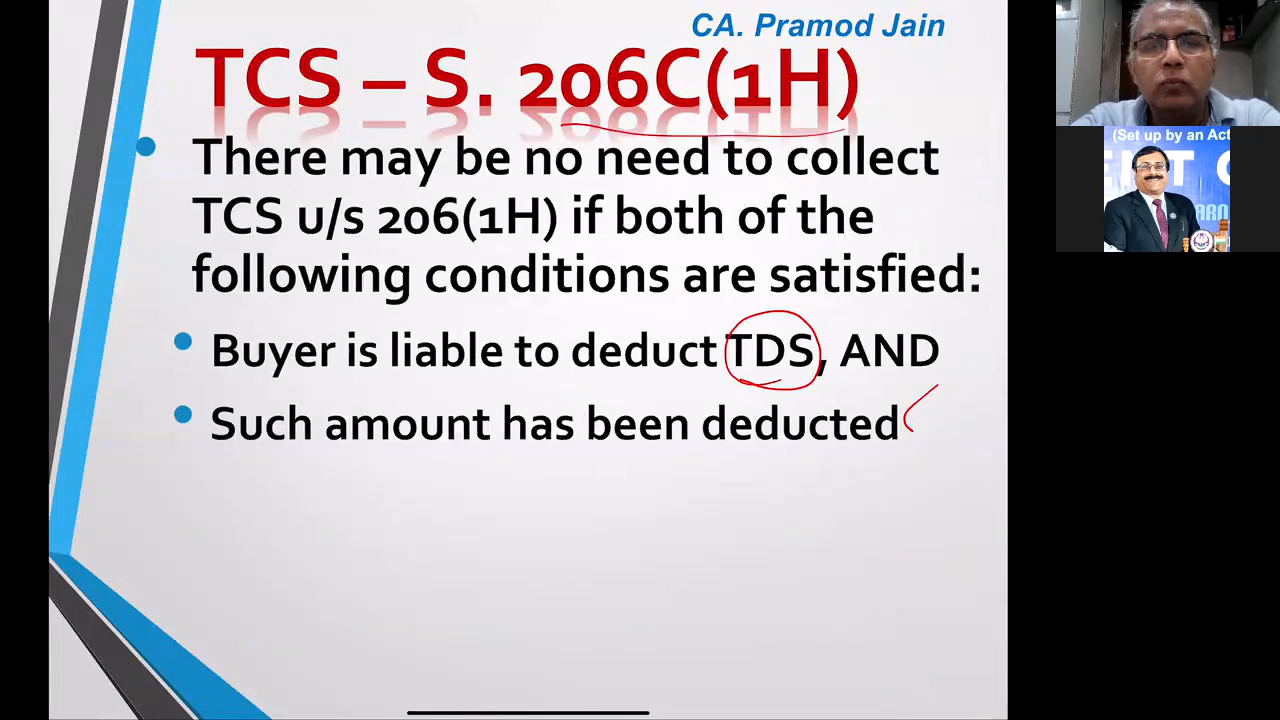 CA. Pramod Jain
TCS – S. 206C(1H)
There may be no need to collect
TCS u/s 206(1H) if both of the
following conditions are satisfied:
Buyer is liable to deduct TDS, AND
Such amount has been deducted
(Set up by an Act